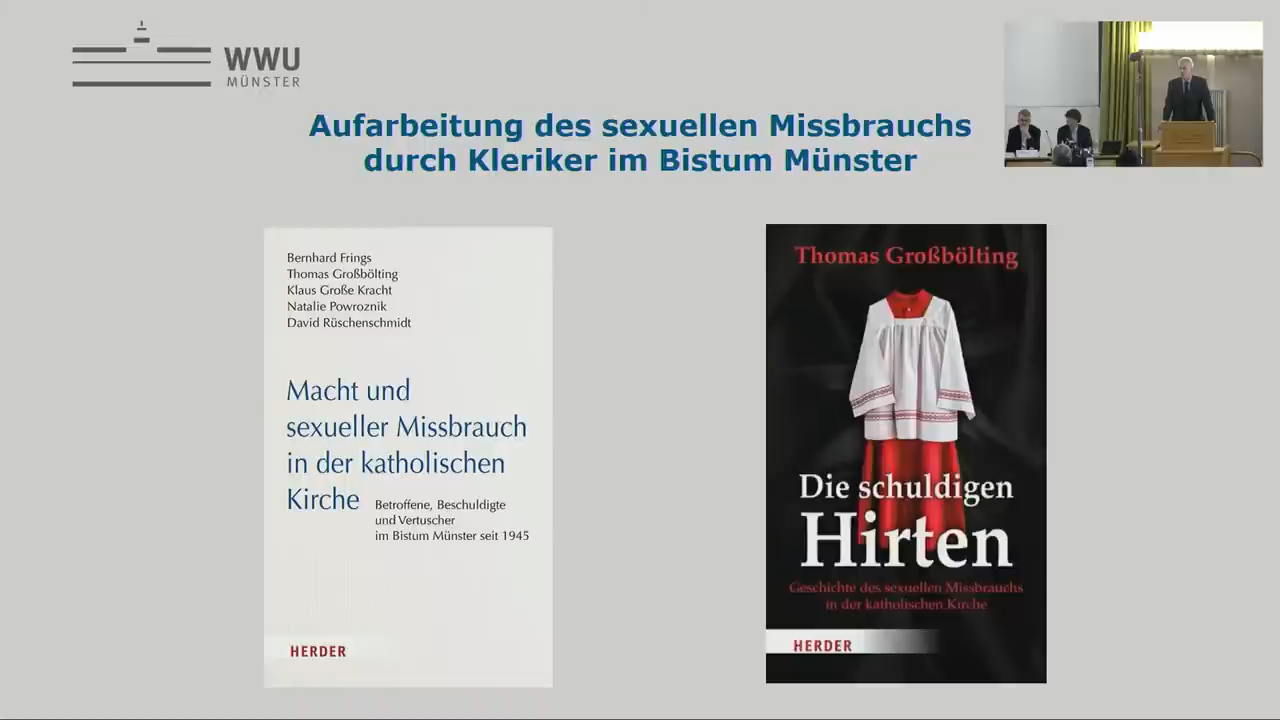 WWU
MÜNSTER
Aufarbeitung des sexuellen Missbrauchs
durch Kleriker im Bistum Münster
Bernhard Frings
Thomas Großbölting
Klaus Große Kracht
Natalie Powroznik
David Rüschenschmidt
Macht und
sexueller Missbrauch
in der katholischen
Kirche
Betroffene, Beschuldigte
und Vertuscher
im Bistum Münster seit 1945
HERDER
Thomas Großbölting
Die schuldigen
Hirten
Geschichte des sexuellen Missbrauchs
in der katholischen Kirche
HERDER